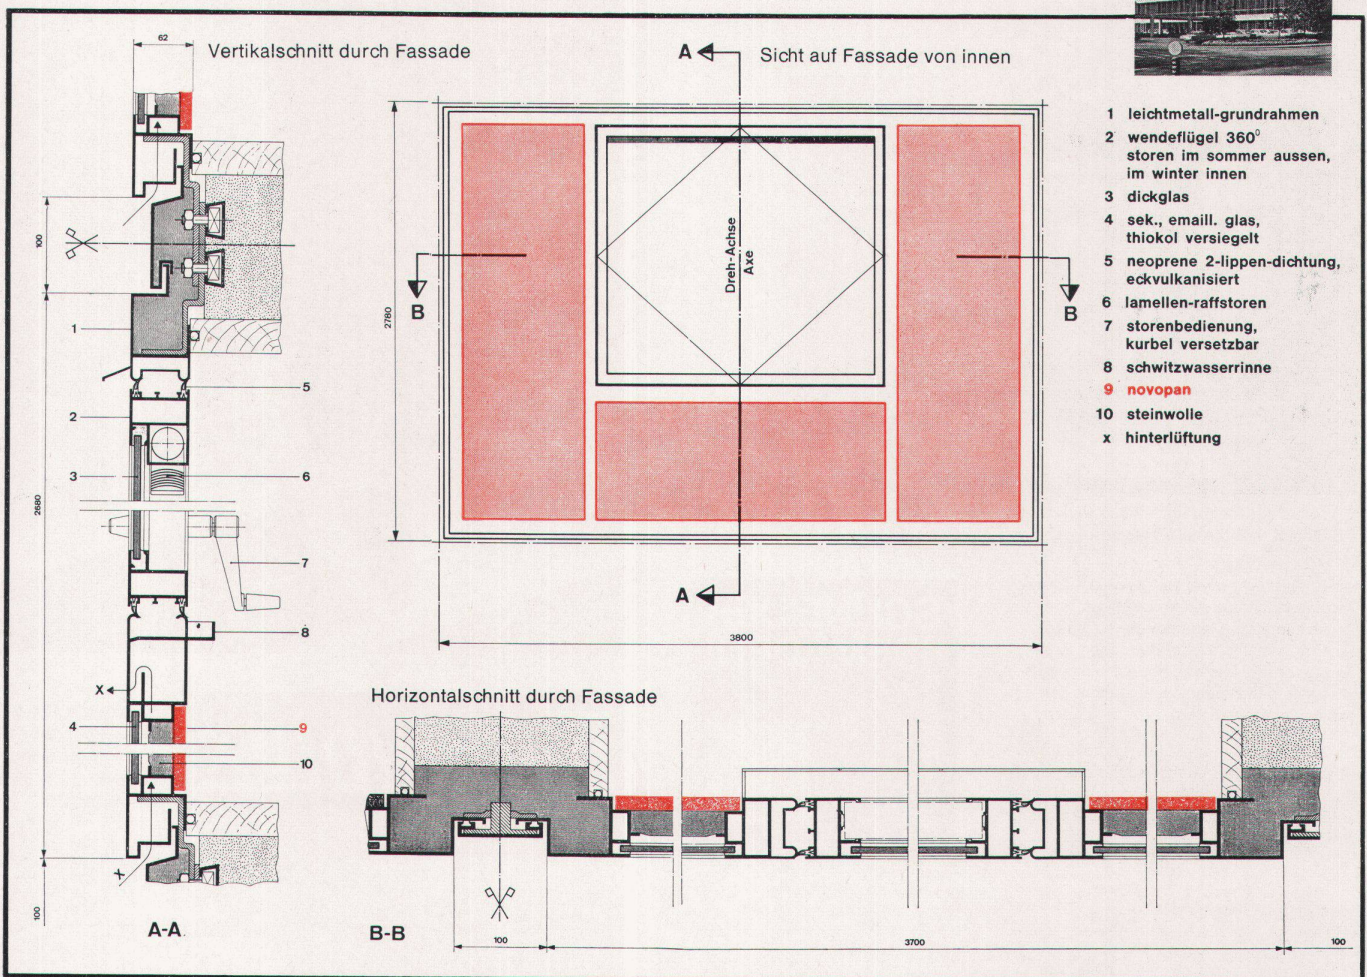 62
Vertikalschnitt durch Fassade
100
1
5
2
3
6
2680
7
8
X
4
9
10
x
100
A-A
A
Sicht auf Fassade von innen
2780
B
Dreh-Achse
Axe
B
A
3800
1 leichtmetall-grundrahmen
2 wendeflügel 360°
storen im sommer aussen,
im winter innen
3 dickglas
4 sek., emaill. glas,
thiokol versiegelt
5 neoprene 2-lippen-dichtung,
eckvulkanisiert
6 lamellen-raffstoren
7 storenbedienung,
kurbel versetzbar
8 schwitzwasserrinne
9 novopan
10 steinwolle
x hinterlüftung
Horizontalschnitt durch Fassade
B-B
100
3700
100